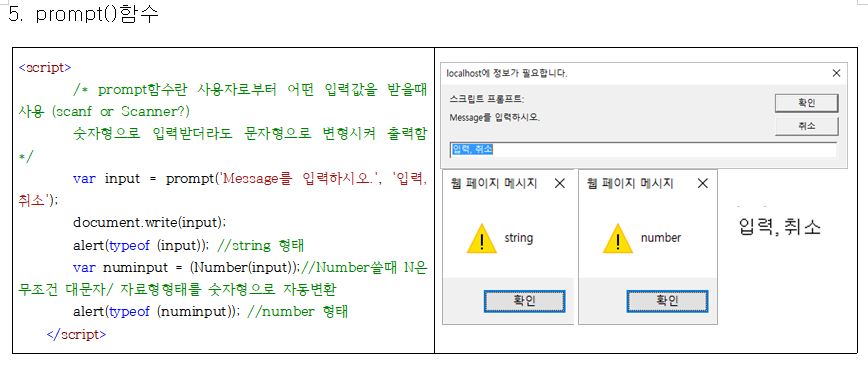 5. prompt()함수
<script>
/* prompt함수란 사용자로부터 어떤 입력값을 받을때
사용 (scanf or Scanner?)
숫자형으로 입력받더라도 문자형으로 변형시켜 출력함
*/
var input = prompt('Message를 입력하시오.', '입력,
취소');
document.write(input);
alert(typeof (input)); //string 형태
var numinput = (Number(input));//Number쓸때 N은
무조건 대문자/ 자료형형태를 숫자형으로 자동변환
alert(typeof (numinput)); //number 형태
</script>
localhost에 정보가 필요합니다.
스크립트 프롬프트:
확인
Message를 입력하시오.
취소
입력, 취소
웹 페이지 메시지
string
확인
웹 페이지 메시지
number
확인
입력, 취소